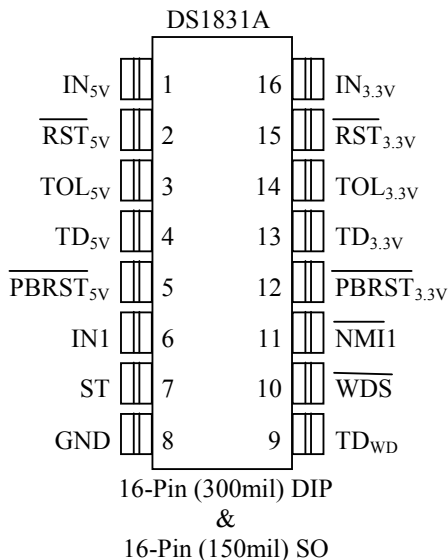 DS1831A
IN5V 1 16 IN3.3V
RST5V 2 15 RST3.3V
TOL5V 3 14 TOL3.3V
TD5V 4 13 TD3.3V
PBRST5V 5 12 PBRST3.3V
IN1 6 11 NMI1
ST 7 10 WDS
GND 8 9 TDWD
16-Pin (300mil) DIP
&
16-Pin (150mil) SO